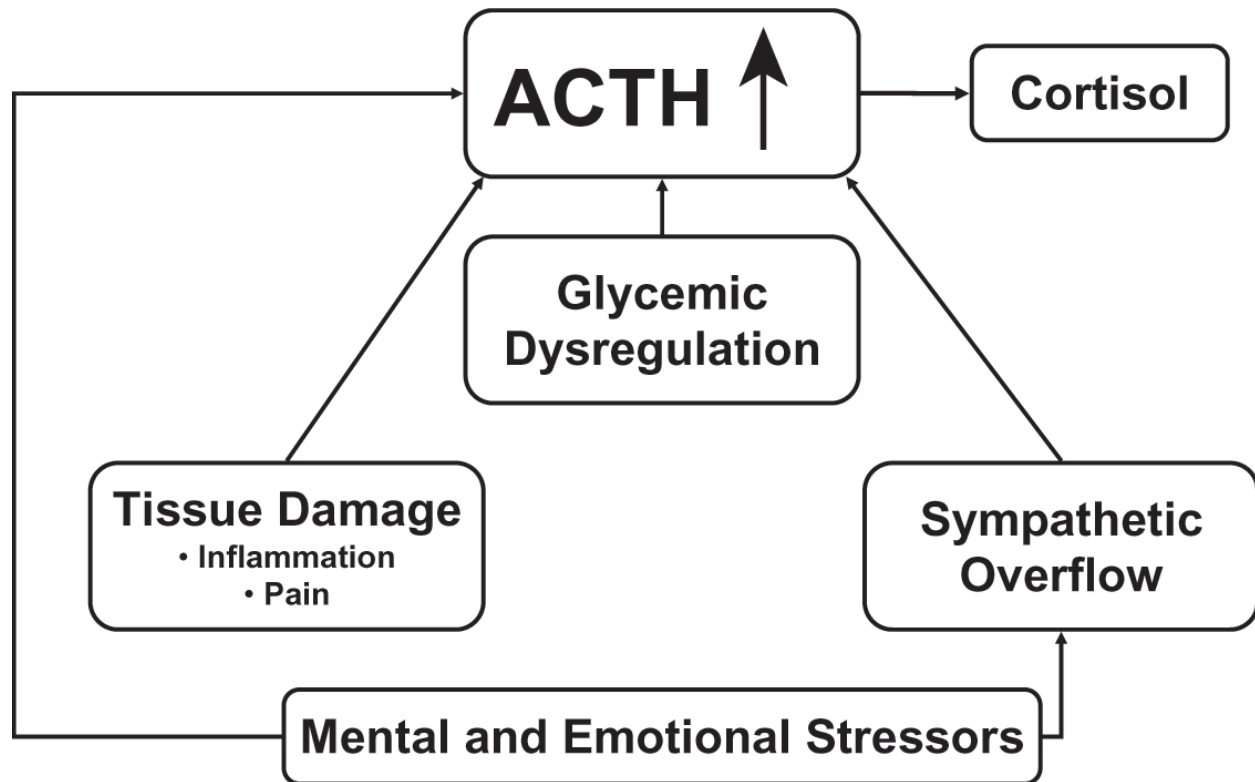 ACTH
Cortisol
Glycemic
Dysregulation
Tissue Damage
• Inflammation
• Pain
Sympathetic
Overflow
Mental and Emotional Stressors